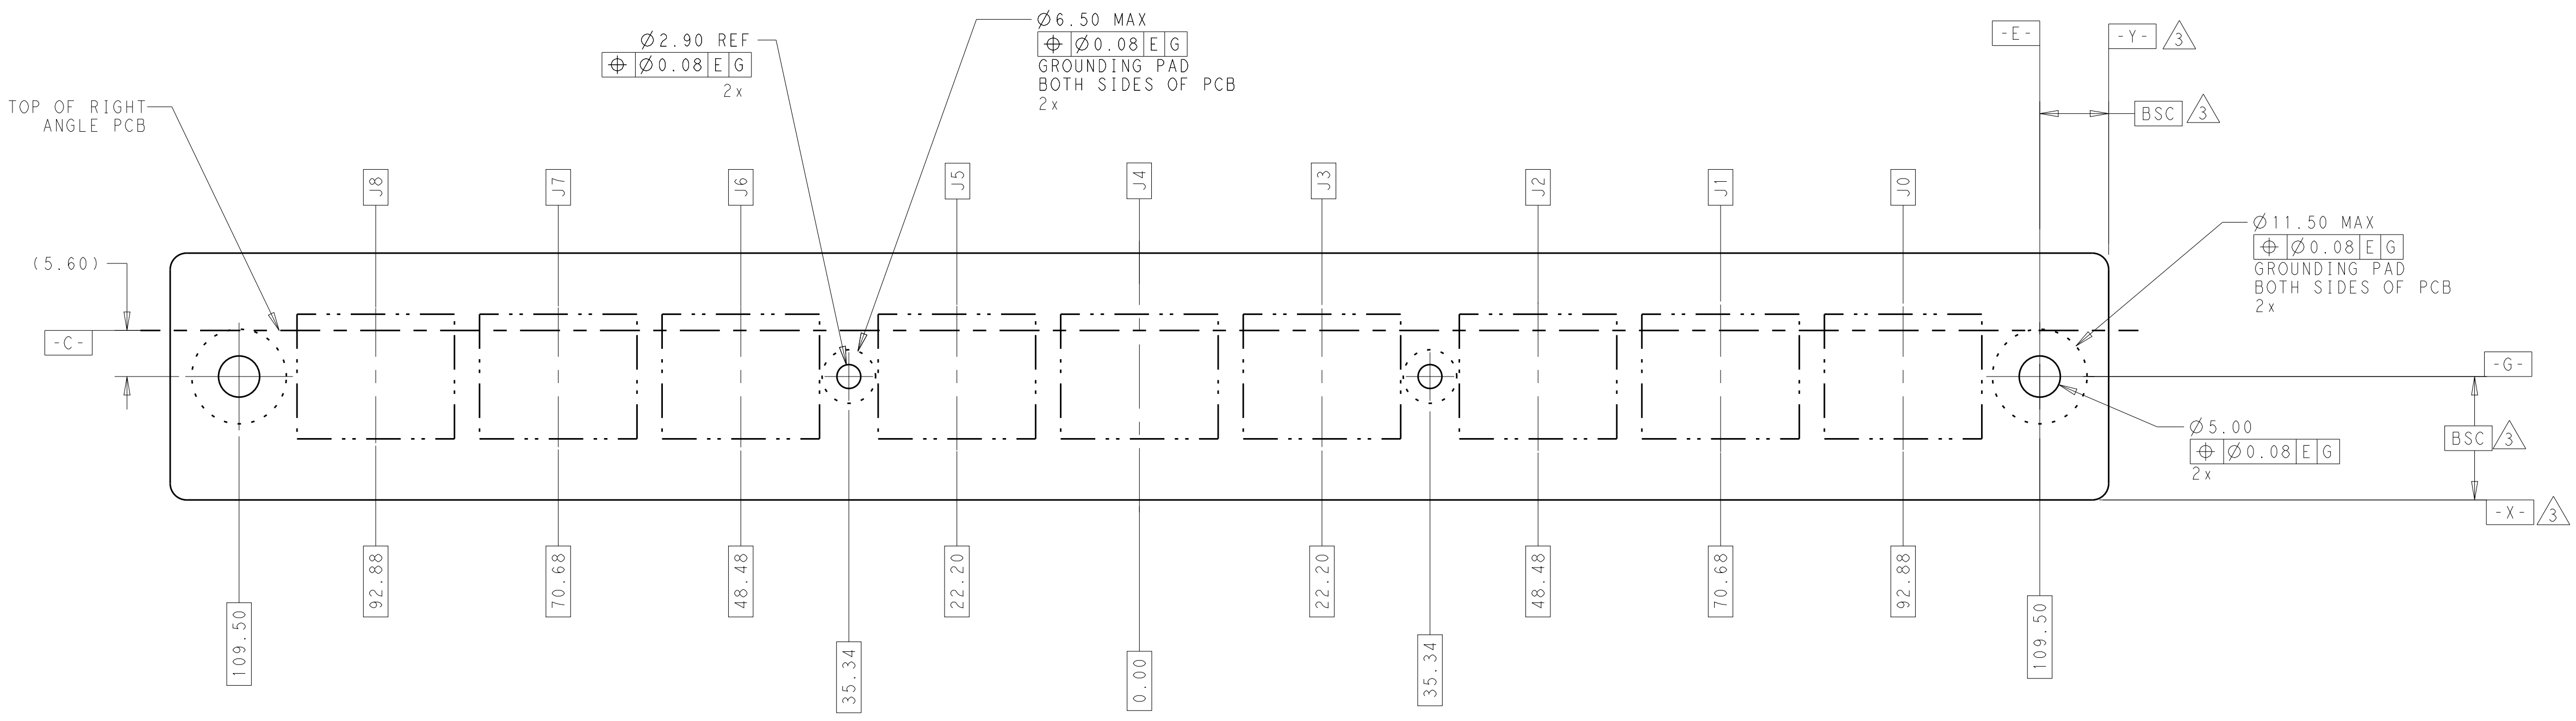 Ø6.50 MAX
⌖ Ø0.08 E G
GROUNDING PAD
BOTH SIDES OF PCB
2x
Ø2.90 REF
⌖ Ø0.08 E G
2x
-E-
-Y- 3
BSC 3
TOP OF RIGHT
ANGLE PCB
J8
J7
J6
J5
J4
J3
J2
J1
J0
Ø11.50 MAX
⌖ Ø0.08 E G
GROUNDING PAD
BOTH SIDES OF PCB
2x
(5.60)
-C-
-G-
Ø5.00
⌖ Ø0.08 E G
2x
BSC 3
-X- 3
109.50
92.88
70.68
48.48
35.34
22.20
0.00
22.20
35.34
48.48
70.68
92.88
109.50